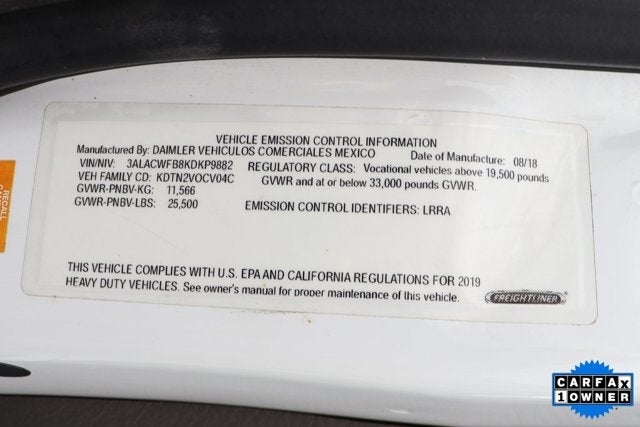 VEHICLE EMISSION CONTROL INFORMATION
Manufactured By: DAIMLER VEHICULOS COMERCIALES MEXICO Date of Manufacture: 08/18
VIN/NIV: 3ALACWFB8KDKP9882 REGULATORY CLASS: Vocational vehicles above 19,500 pounds
VEH FAMILY CD: KDTN2VOCV04C GVWR and at or below 33,000 pounds GVWR.
GVWR-PNBV-KG: 11,566
GVWR-PNBV-LBS: 25,500 EMISSION CONTROL IDENTIFIERS: LRRA
THIS VEHICLE COMPLIES WITH U.S. EPA AND CALIFORNIA REGULATIONS FOR 2019
HEAVY DUTY VEHICLES. See owner's manual for proper maintenance of this vehicle.
FREIGHTLINER
RECALL
CARFAX
1 OWNER